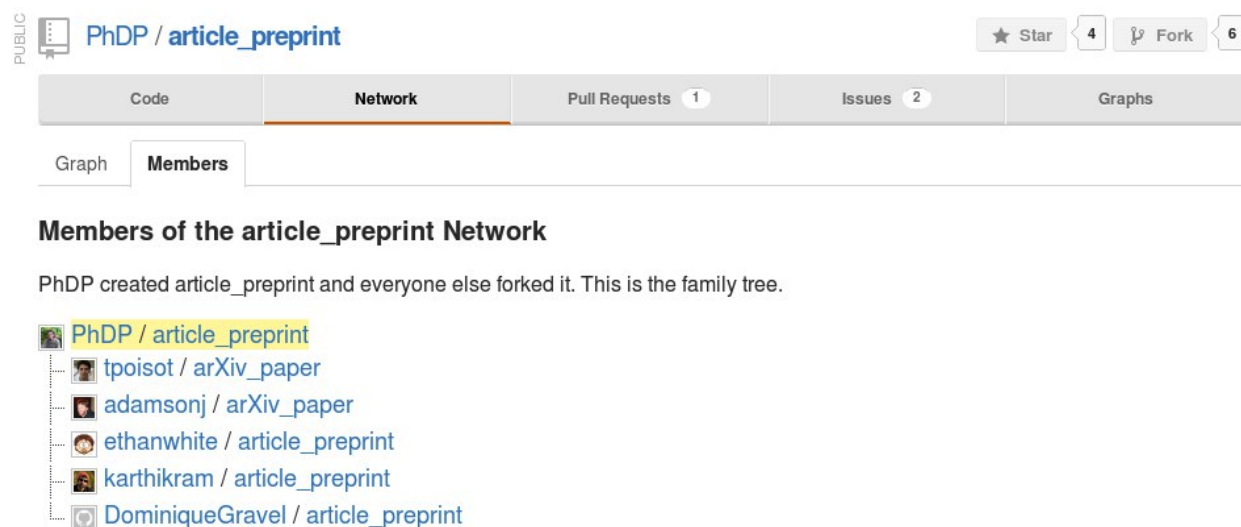 PUBLIC
PhDP / article_preprint
Star 4 Fork 6
Code Network Pull Requests 1 Issues 2 Graphs
Graph Members
Members of the article_preprint Network
PhDP created article_preprint and everyone else forked it. This is the family tree.
PhDP / article_preprint
tpoisot / arXiv_paper
adamsonj / arXiv_paper
ethanwhite / article_preprint
karthikram / article_preprint
DominiqueGravel / article_preprint